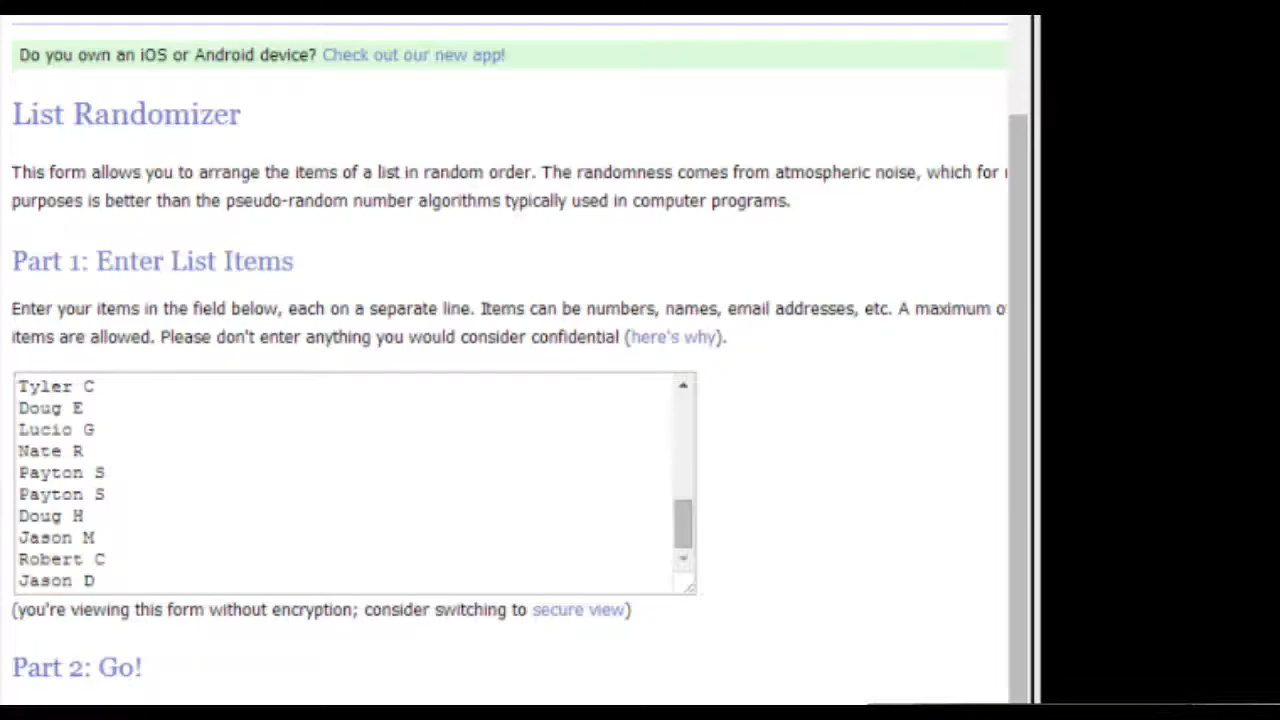 Do you own an iOS or Android device? Check out our new app!
List Randomizer
This form allows you to arrange the items of a list in random order. The randomness comes from atmospheric noise, which for
purposes is better than the pseudo-random number algorithms typically used in computer programs.
Part 1: Enter List Items
Enter your items in the field below, each on a separate line. Items can be numbers, names, email addresses, etc. A maximum
items are allowed. Please don't enter anything you would consider confidential (here's why).
Tyler C
Doug E
Lucio G
Nate R
Payton S
Payton S
Doug H
Jason M
Robert C
Jason D
(you're viewing this form without encryption; consider switching to secure view)
Part 2: Go!